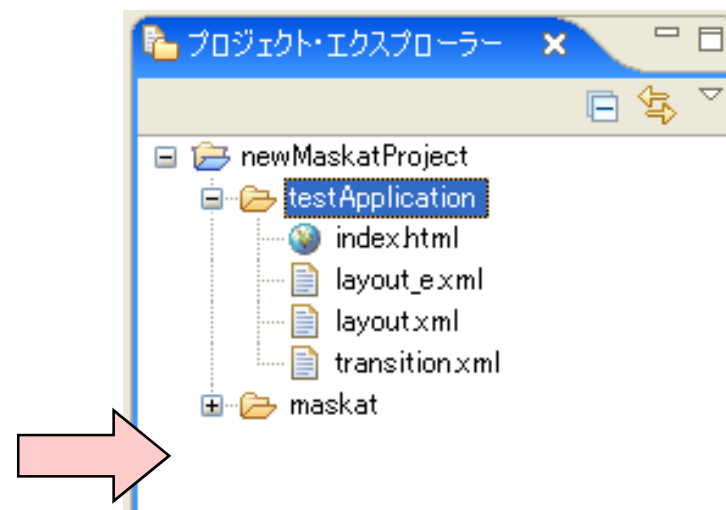 プロジェクト・エクスプローラー
newMaskatProject
testApplication
index.html
layout_e.xml
layout.xml
transition.xml
maskat